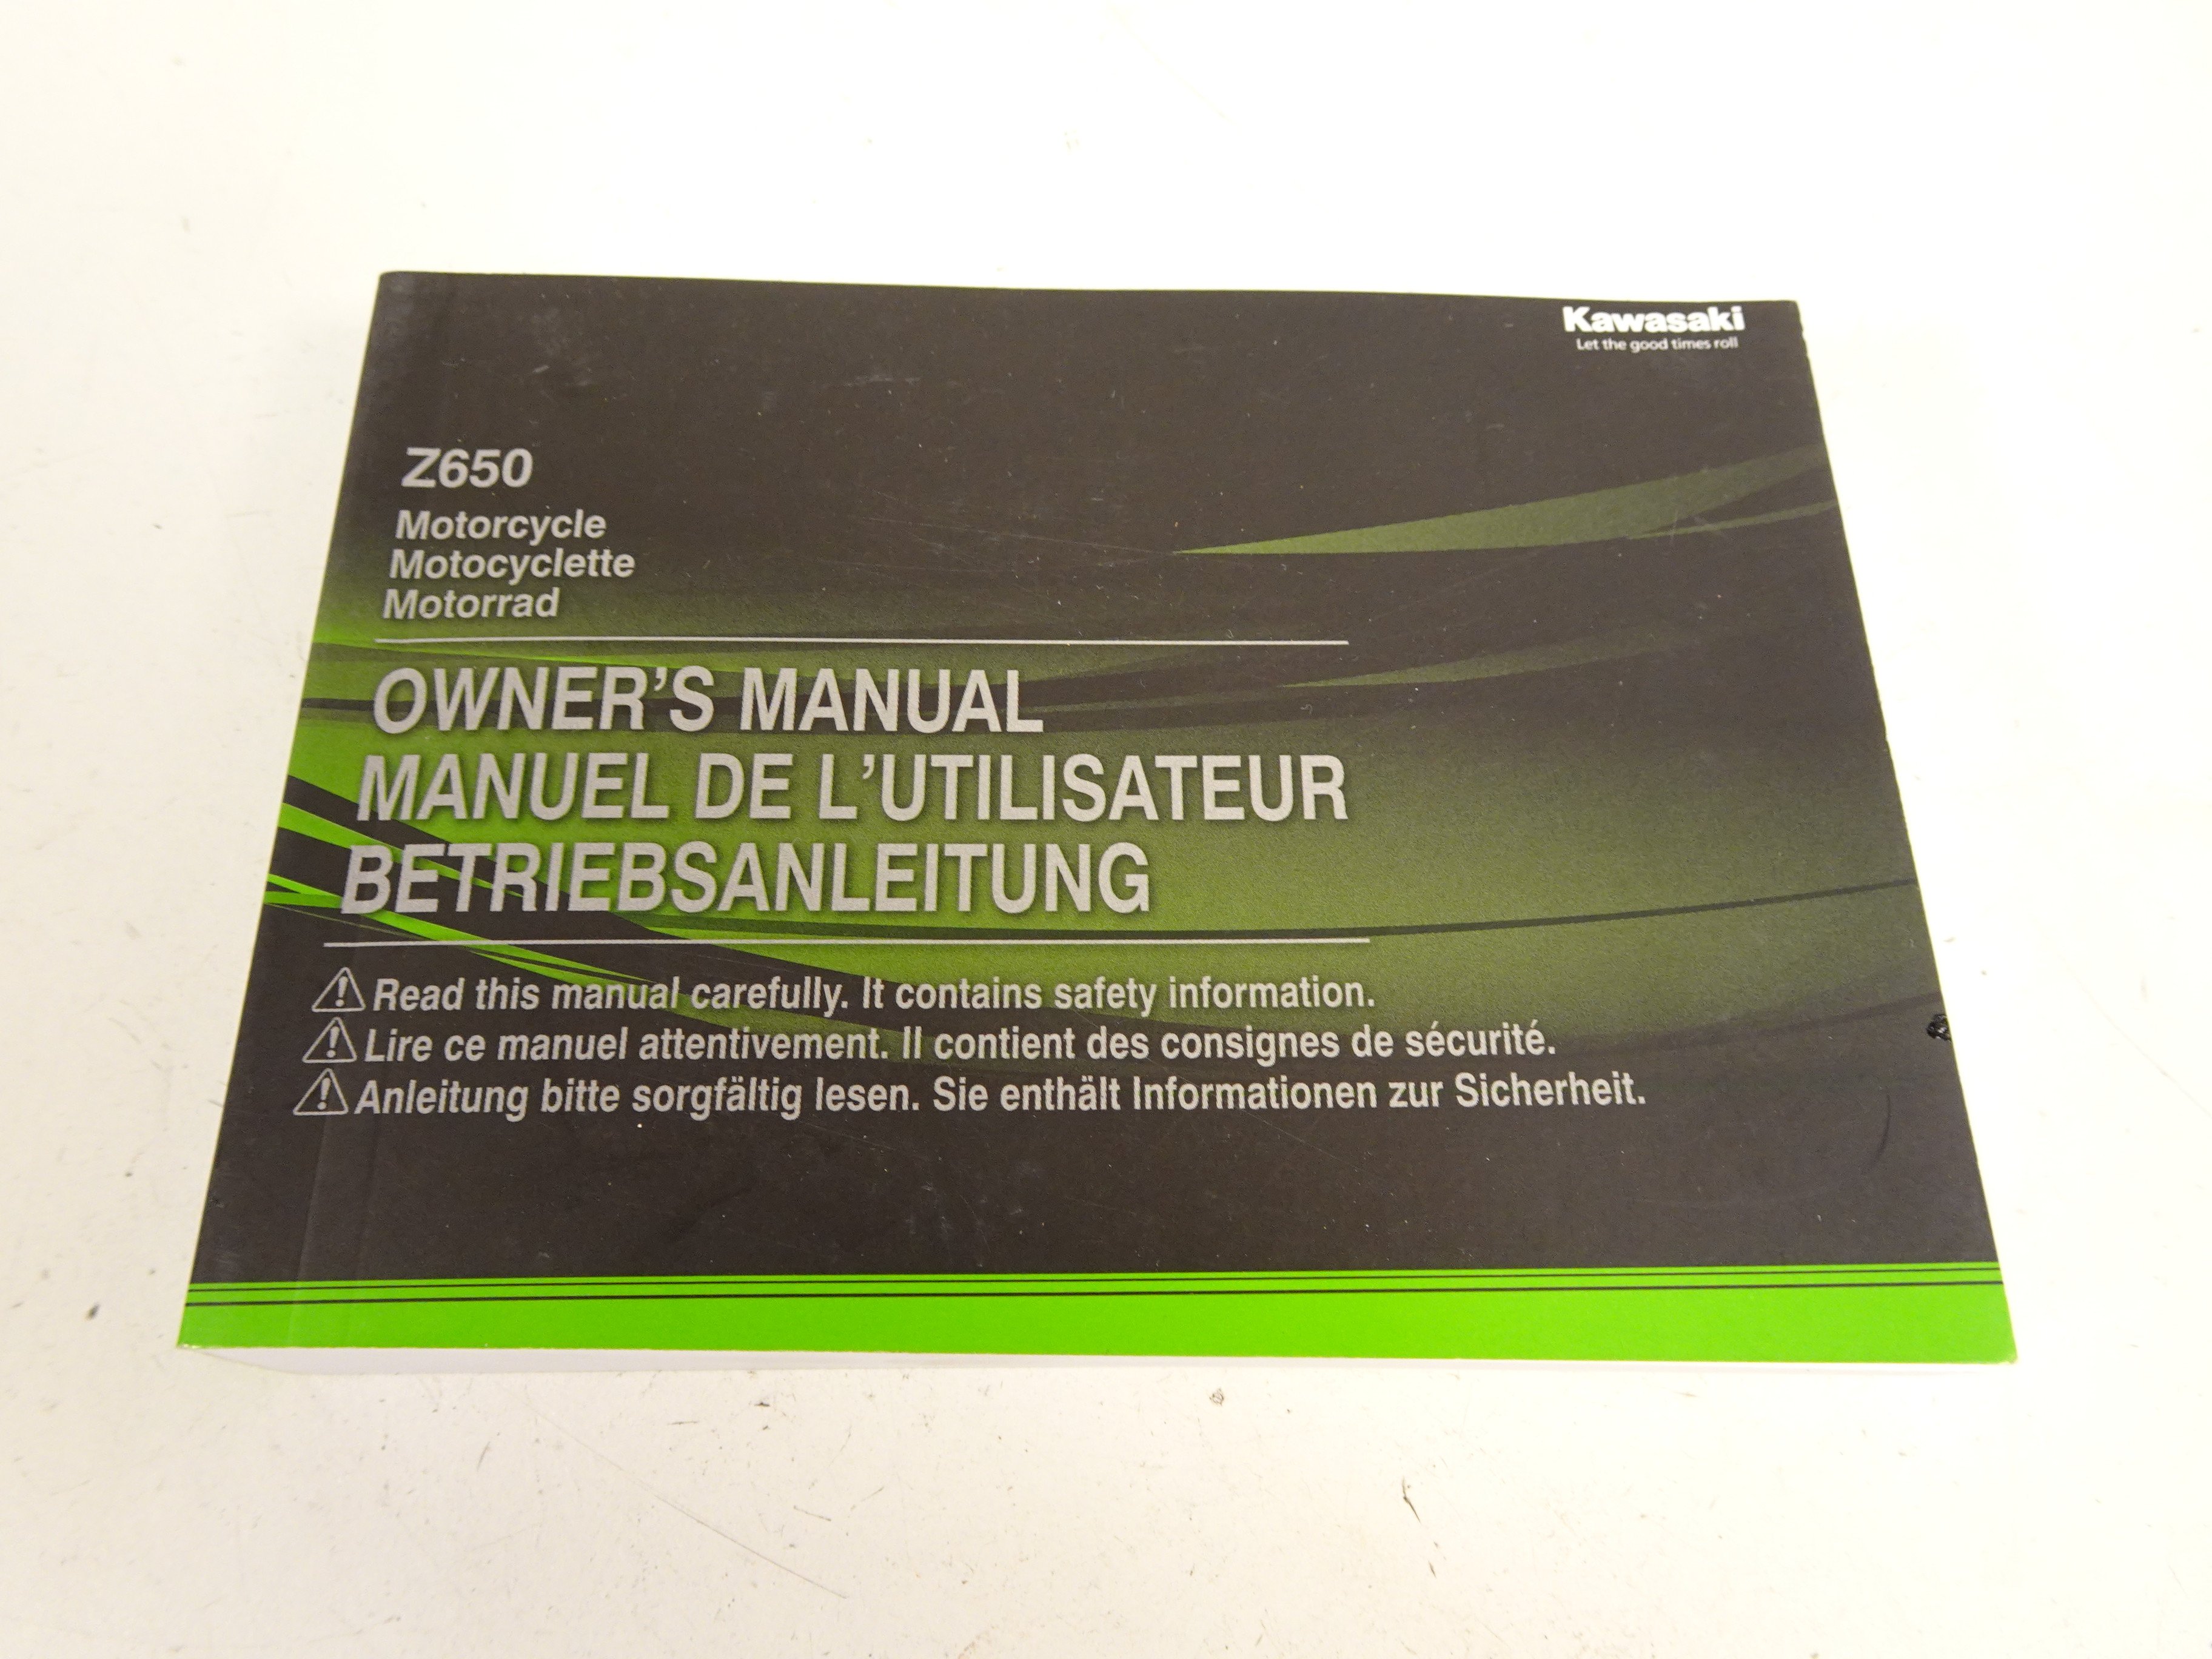 Kawasaki
Let the good times roll
Z650
Motorcycle
Motocyclette
Motorrad
OWNER'S MANUAL
MANUEL DE L'UTILISATEUR
BETRIEBSANLEITUNG
Read this manual carefully. It contains safety information.
Lire ce manuel attentivement. Il contient des consignes de sécurité.
Anleitung bitte sorgfältig lesen. Sie enthält Informationen zur Sicherheit.